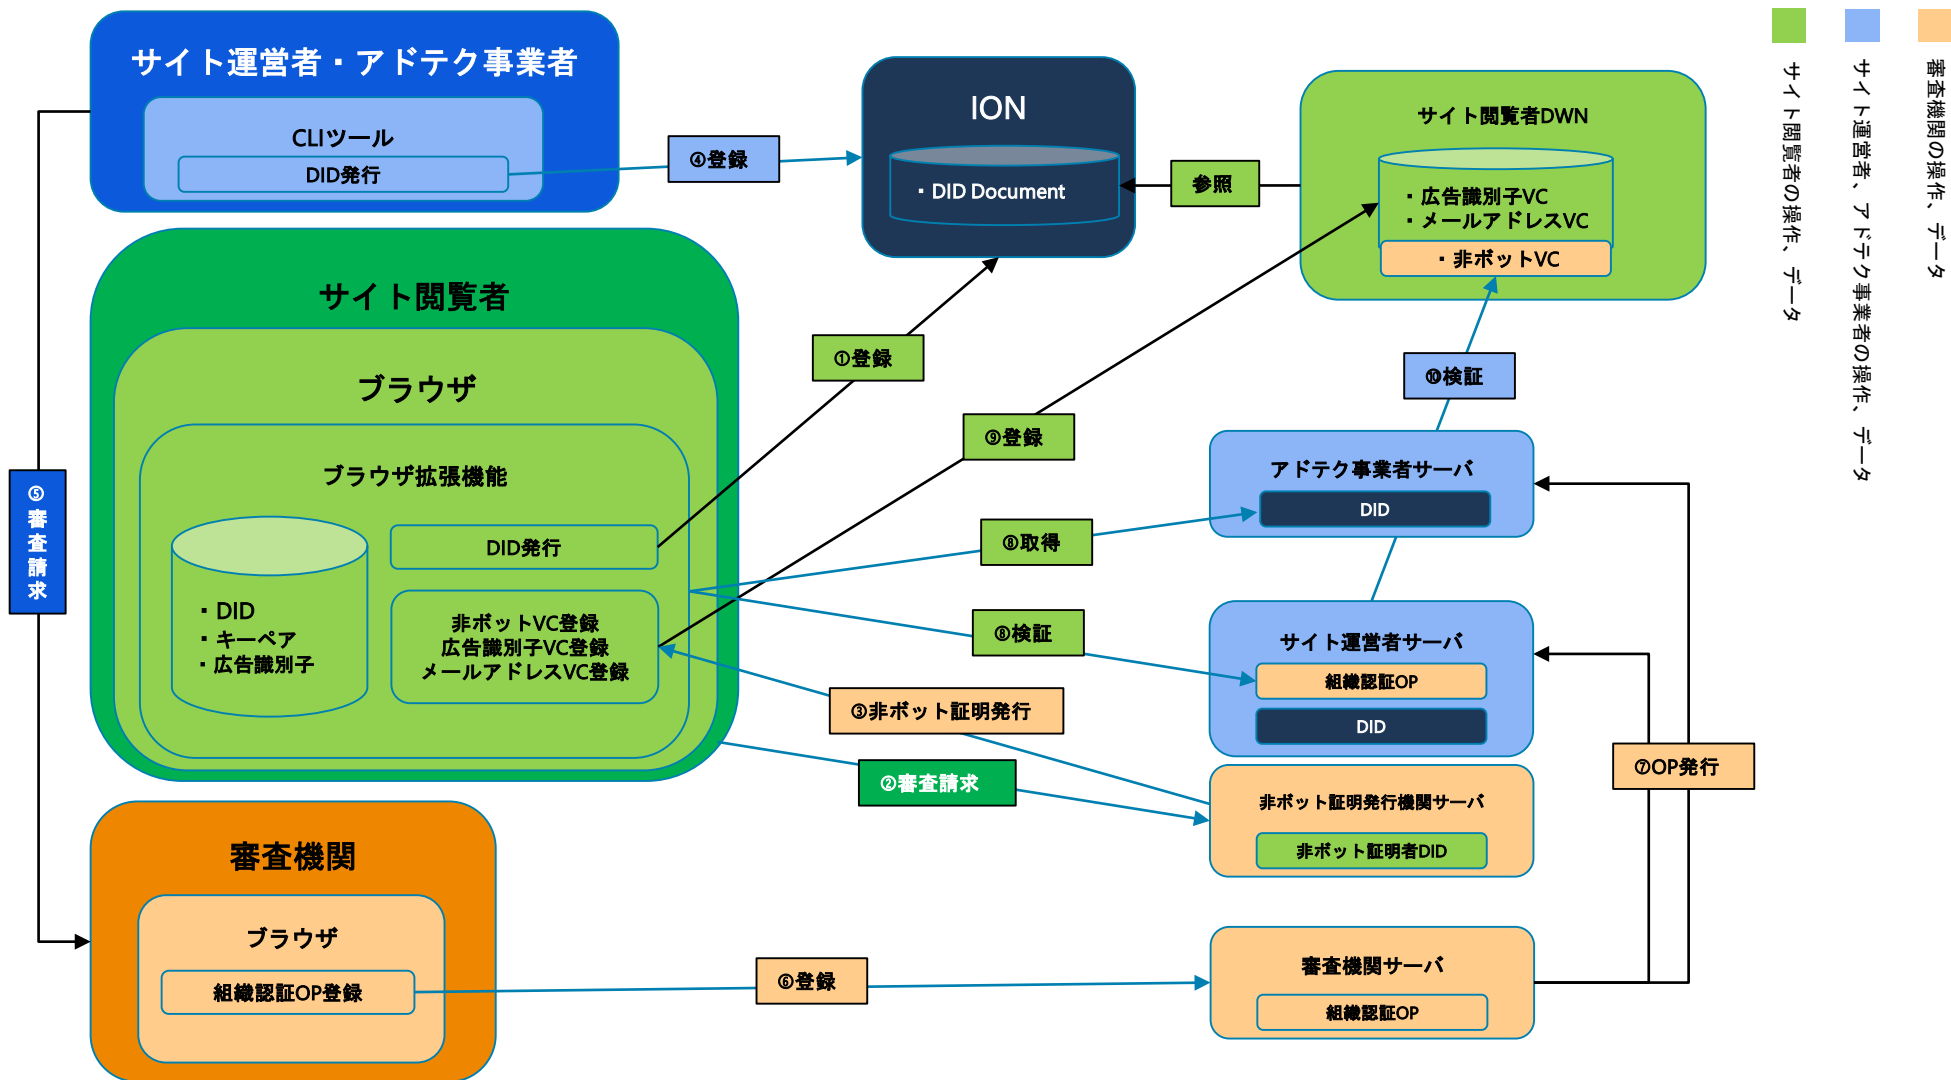 サイト運営者・アドテク事業者
CLIツール
DID発行
④登録
ION
・DID Document
参照
サイト閲覧者DWN
・広告識別子VC
・メールアドレスVC
・非ボットVC
サイト閲覧者の操作、データ
サイト運営者、アドテク事業者の操作、データ
審査機関の操作、データ
サイト閲覧者
ブラウザ
ブラウザ拡張機能
・DID
・キーペア
・広告識別子
DID発行
非ボットVC登録
広告識別子VC登録
メールアドレスVC登録
①登録
⑨登録
⑩検証
⑤審査請求
アドテク事業者サーバ
DID
⑧取得
⑧検証
サイト運営者サーバ
組織認証OP
DID
③非ボット証明発行
②審査請求
非ボット証明発行機関サーバ
非ボット証明者DID
⑦OP発行
審査機関
ブラウザ
組織認証OP登録
⑥登録
審査機関サーバ
組織認証OP